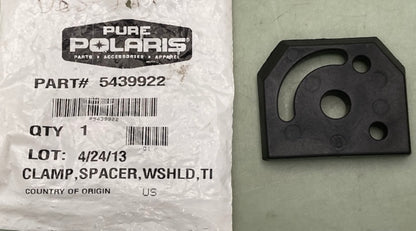 PURE
POLARIS
PARTS • ACCESSORIES • APPAREL
PART# 5439922
*5439922
QTY 1
LOT: 4/24/13
CLAMP,SPACER,WSHLD,TI
COUNTRY OF ORIGIN US